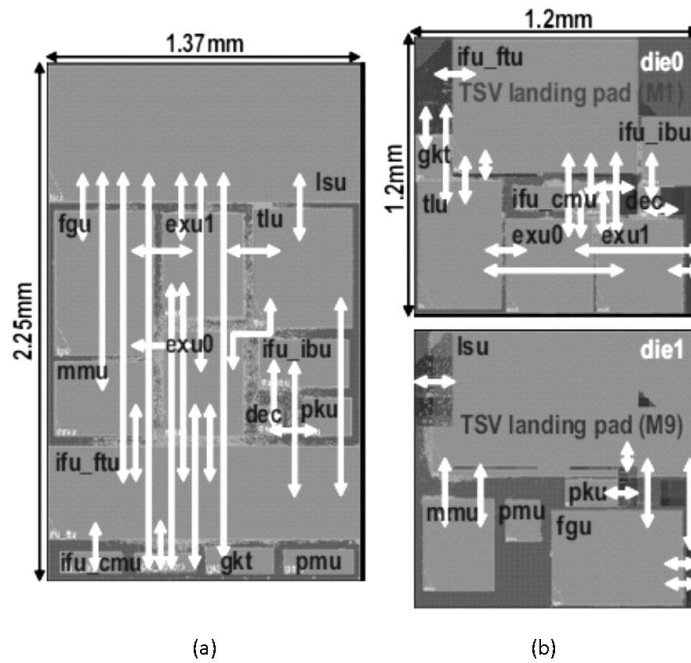 1.37mm
2.25mm
lsu
fgu
exu1
tlu
exu0
mmu
ifu_ibu
dec
pku
ifu_ftu
ifu_cmu
gkt
pmu
(a)
1.2mm
1.2mm
ifu_ftu
die0
TSV landing pad (M1)
ifu_ibu
gkt
tlu
ifu_cmu
dec
exu0
exu1
lsu
die1
TSV landing pad (M9)
mmu
pmu
pku
fgu
(b)